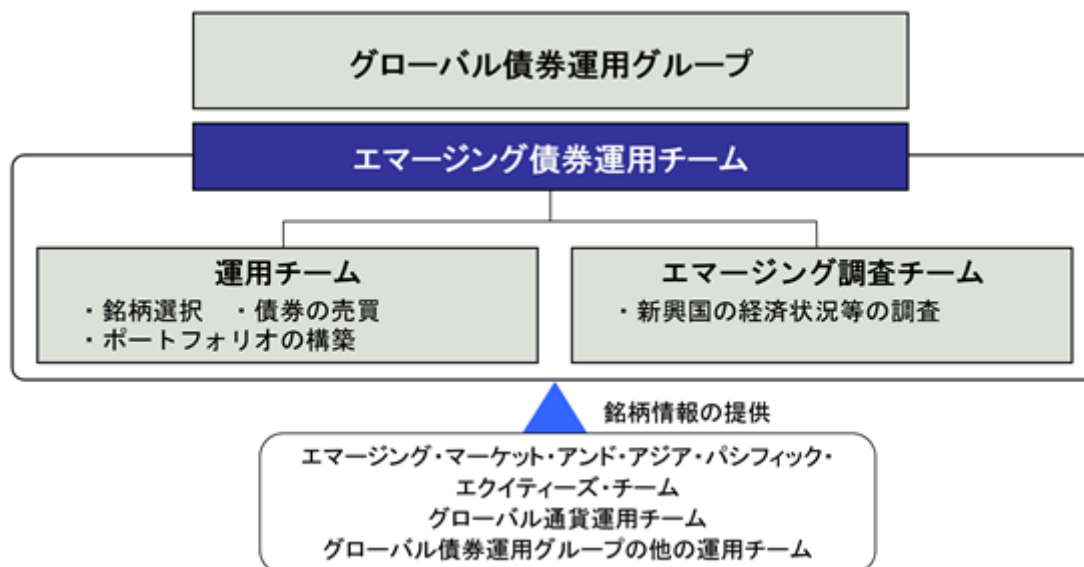 グローバル債券運用グループ
エマージング債券運用チーム
運用チーム
・銘柄選択　・債券の売買
・ポートフォリオの構築
エマージング調査チーム
・新興国の経済状況等の調査
銘柄情報の提供
エマージング・マーケット・アンド・アジア・パシフィック・
エクイティーズ・チーム
グローバル通貨運用チーム
グローバル債券運用グループの他の運用チーム